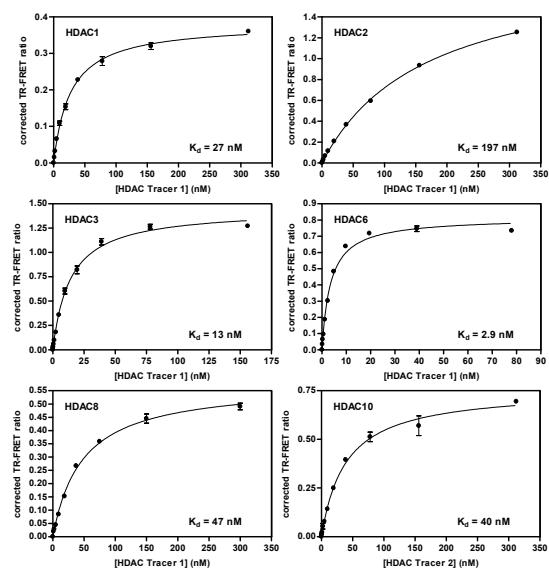 HDAC1
corrected TR-FRET ratio
0.4
0.3
0.2
0.1
0.0
K_d = 27 nM
0 50 100 150 200 250 300 350
[HDAC Tracer 1] (nM)
HDAC2
corrected TR-FRET ratio
1.4
1.2
1.0
0.8
0.6
0.4
0.2
0.0
K_d = 197 nM
0 50 100 150 200 250 300 350
[HDAC Tracer 1] (nM)
HDAC3
corrected TR-FRET ratio
1.50
1.25
1.00
0.75
0.50
0.25
0.00
K_d = 13 nM
0 25 50 75 100 125 150 175
[HDAC Tracer 1] (nM)
HDAC6
corrected TR-FRET ratio
0.9
0.8
0.7
0.6
0.5
0.4
0.3
0.2
0.1
0.0
K_d = 2.9 nM
0 10 20 30 40 50 60 70 80 90
[HDAC Tracer 1] (nM)
HDAC8
corrected TR-FRET ratio
0.55
0.50
0.45
0.40
0.35
0.30
0.25
0.20
0.15
0.10
0.05
0.00
K_d = 47 nM
0 50 100 150 200 250 300 350
[HDAC Tracer 1] (nM)
HDAC10
corrected TR-FRET ratio
0.75
0.50
0.25
0.00
K_d = 40 nM
0 50 100 150 200 250 300 350
[HDAC Tracer 2] (nM)